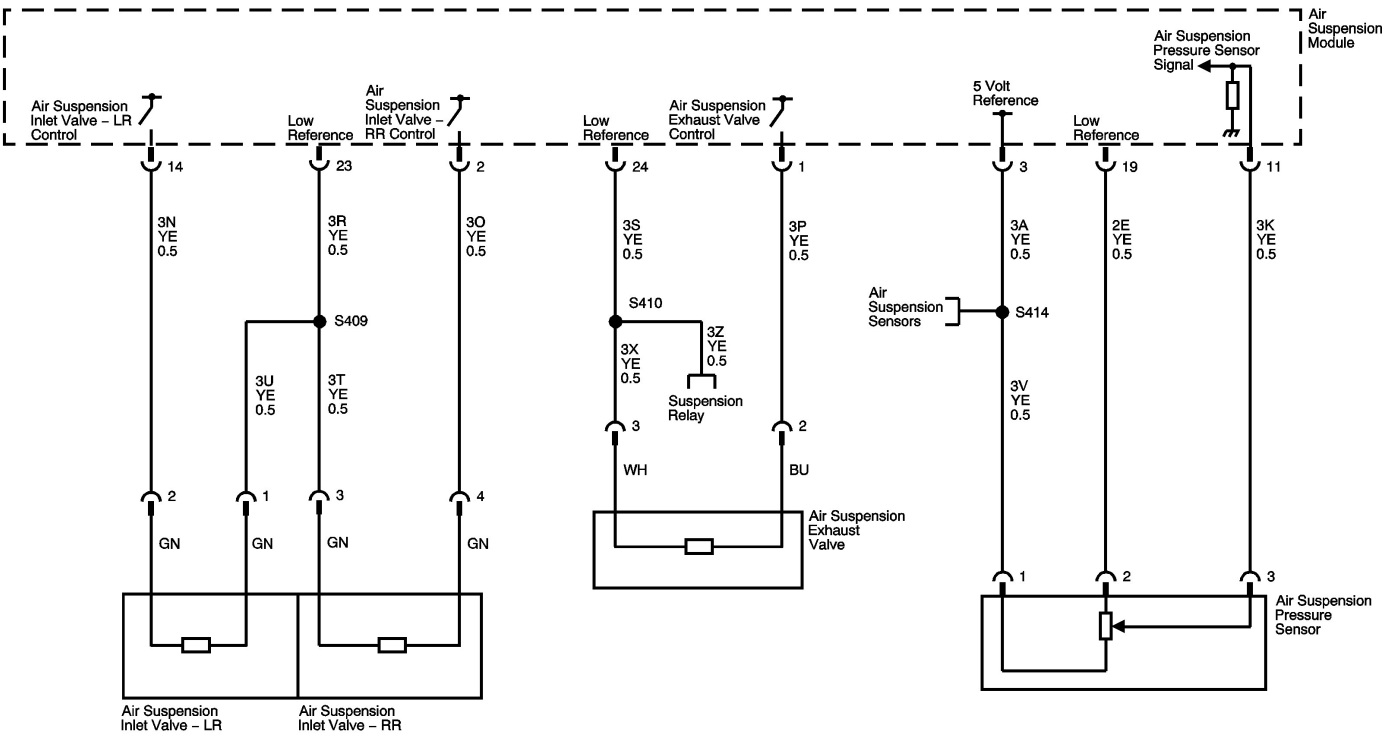 Air
Suspension
Module
Air Suspension
Pressure Sensor
Signal
Air Suspension
Inlet Valve – LR
Control
Low
Reference
Air
Suspension
Inlet Valve –
RR Control
Low
Reference
Air Suspension
Exhaust Valve
Control
5 Volt
Reference
Low
Reference
14
23
2
24
1
3
19
11
3N
YE
0.5
3R
YE
0.5
3O
YE
0.5
3S
YE
0.5
3P
YE
0.5
3A
YE
0.5
2E
YE
0.5
3K
YE
0.5
S409
S410
Air
Suspension
Sensors
S414
3U
YE
0.5
3T
YE
0.5
3X
YE
0.5
3Z
YE
0.5
Suspension
Relay
3V
YE
0.5
3
2
WH
BU
2
1
3
4
GN
GN
GN
GN
Air Suspension
Exhaust
Valve
1
2
3
Air Suspension
Pressure
Sensor
Air Suspension
Inlet Valve – LR
Air Suspension
Inlet Valve – RR